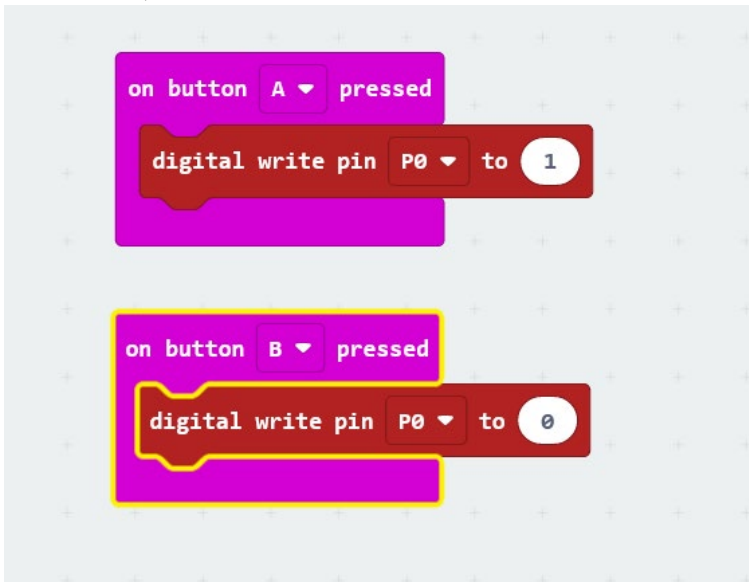 on button A pressed
digital write pin P0 to 1
on button B pressed
digital write pin P0 to 0